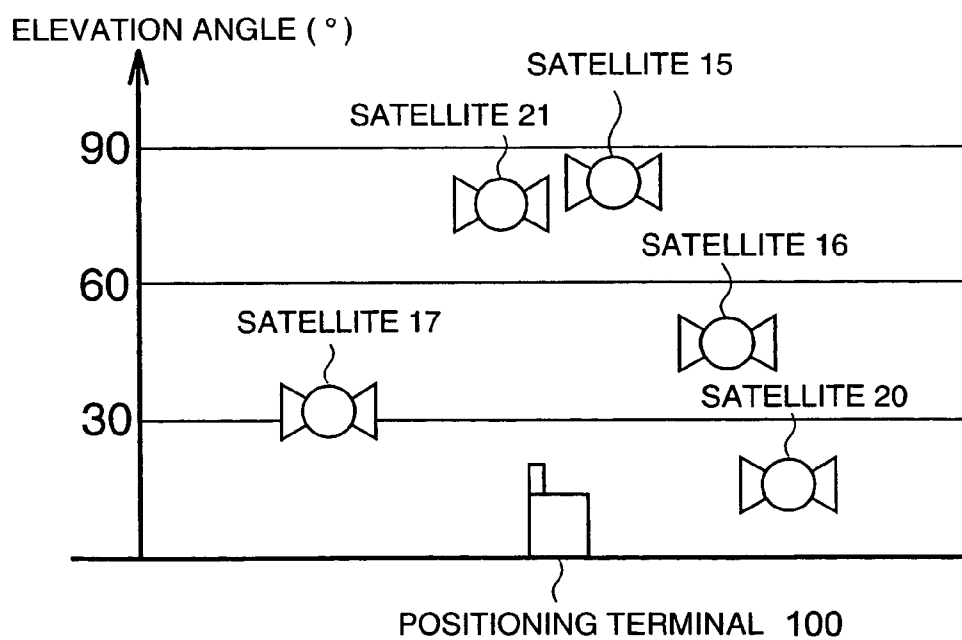 ELEVATION ANGLE ( ° )
SATELLITE 15
SATELLITE 21
90
SATELLITE 16
60
SATELLITE 17
SATELLITE 20
30
POSITIONING TERMINAL 100